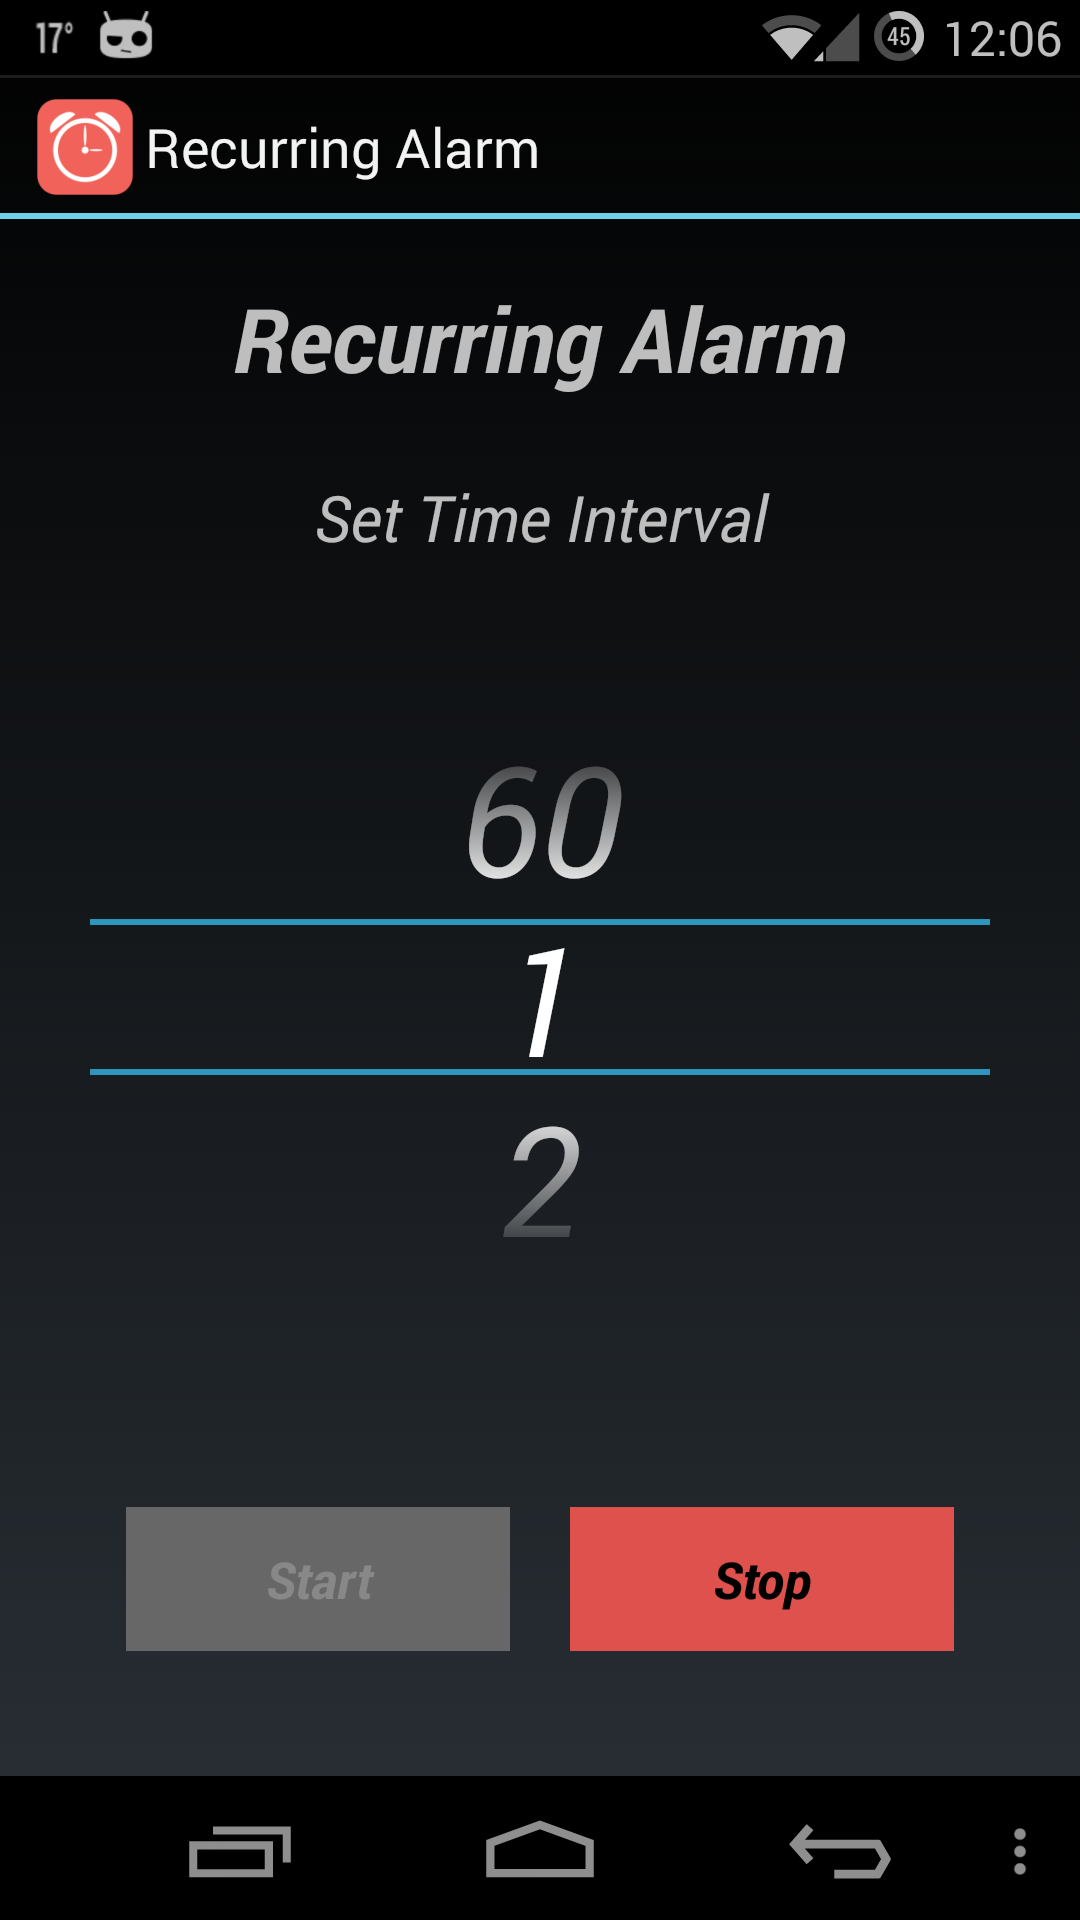 17°
45
12:06
Recurring Alarm
Recurring Alarm
Set Time Interval
60
1
2
Start
Stop